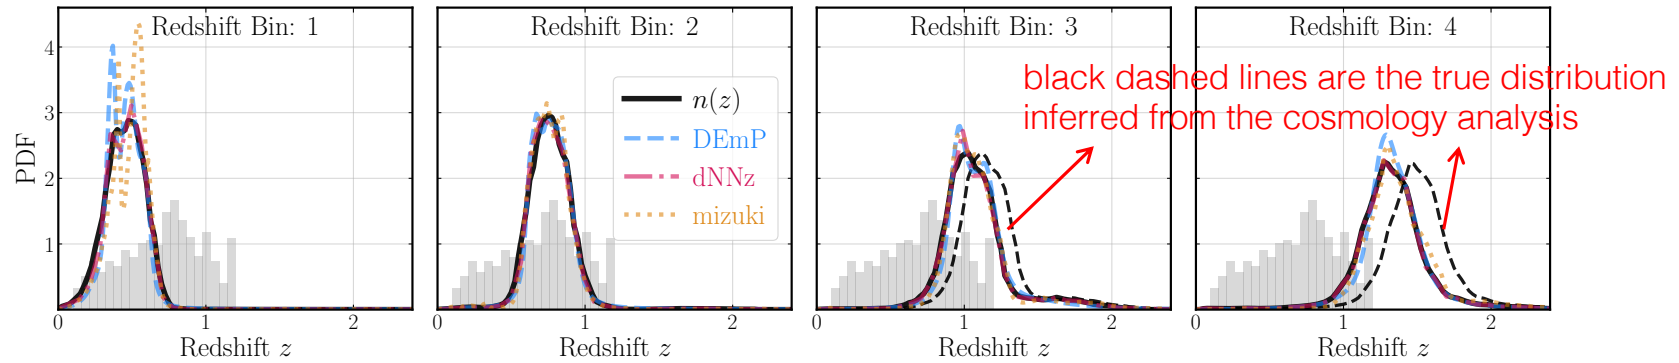 Redshift Bin: 1
Redshift Bin: 2
Redshift Bin: 3
Redshift Bin: 4
black dashed lines are the true distribution
inferred from the cosmology analysis
n(z)
DEmP
dNNz
mizuki
PDF
4
3
2
1
0 1 2
0 1 2
0 1 2
0 1 2
Redshift z
Redshift z
Redshift z
Redshift z